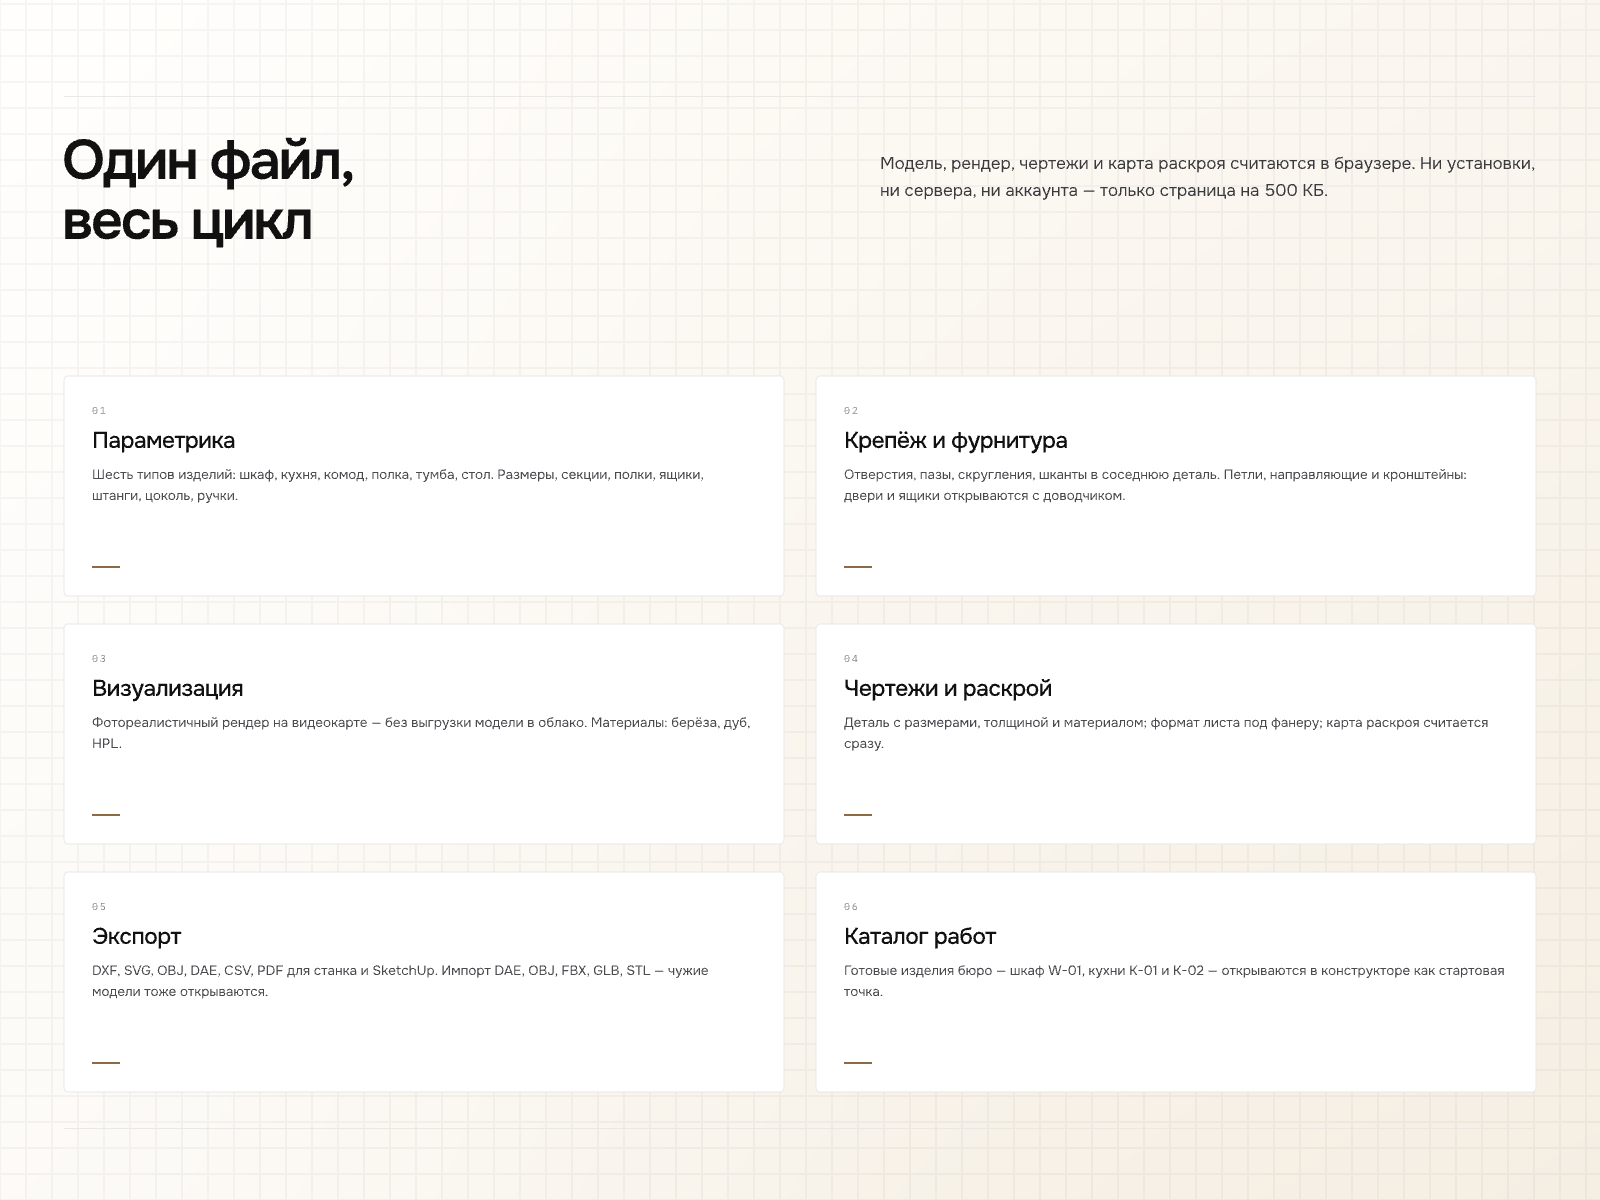 Один файл,
весь цикл
Модель, рендер, чертежи и карта раскроя считаются в браузере. Ни установки,
ни сервера, ни аккаунта — только страница на 500 КБ.
01
Параметрика
Шесть типов изделий: шкаф, кухня, комод, полка, тумба, стол. Размеры, секции, полки, ящики,
штанги, цоколь, ручки.
02
Крепёж и фурнитура
Отверстия, пазы, скругления, шканты в соседнюю деталь. Петли, направляющие и кронштейны:
двери и ящики открываются с доводчиком.
03
Визуализация
Фотореалистичный рендер на видеокарте — без выгрузки модели в облако. Материалы: берёза, дуб,
HPL.
04
Чертежи и раскрой
Деталь с размерами, толщиной и материалом; формат листа под фанеру; карта раскроя считается
сразу.
05
Экспорт
DXF, SVG, OBJ, DAE, CSV, PDF для станка и SketchUp. Импорт DAE, OBJ, FBX, GLB, STL — чужие
модели тоже открываются.
06
Каталог работ
Готовые изделия бюро — шкаф W-01, кухни K-01 и K-02 — открываются в конструкторе как стартовая
точка.